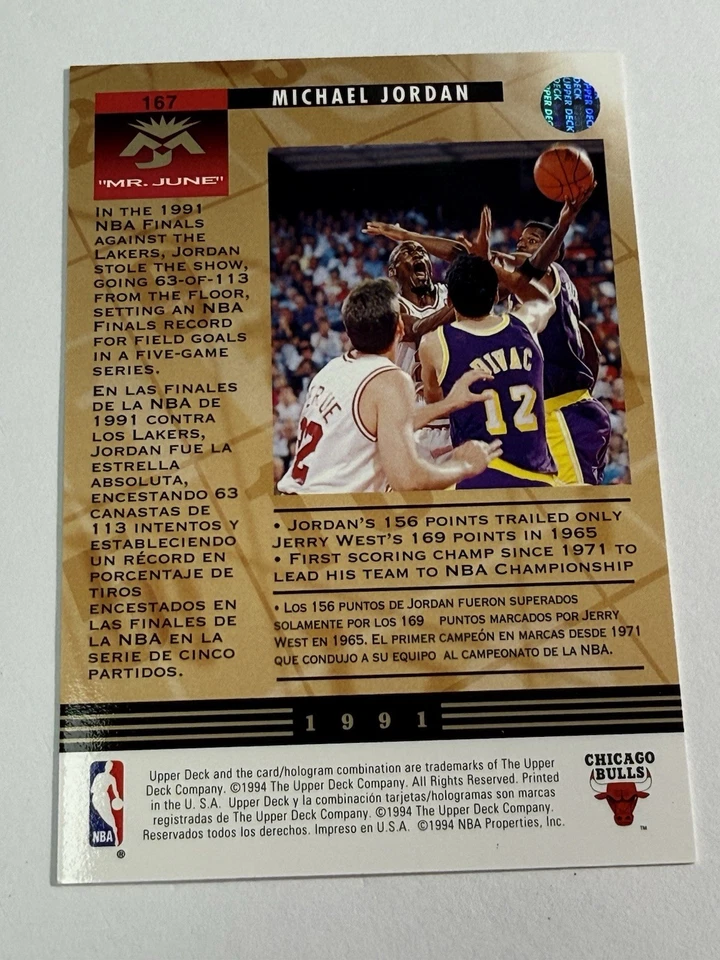 167
MICHAEL JORDAN
UPPER DECK
"MR. JUNE"
IN THE 1991
NBA FINALS
AGAINST THE
LAKERS, JORDAN
STOLE THE SHOW,
GOING 63-OF-113
FROM THE FLOOR,
SETTING AN NBA
FINALS RECORD
FOR FIELD GOALS
IN A FIVE-GAME
SERIES.
EN LAS FINALES
DE LA NBA DE
1991 CONTRA
LOS LAKERS,
JORDAN FUE LA
ESTRELLA
ABSOLUTA,
ENCESTANDO 63
CANASTAS DE
113 INTENTOS Y
ESTABLECIENDO
UN RÉCORD EN
PORCENTAJE DE
TIROS
ENCESTADOS EN
LAS FINALES DE
LA NBA EN LA
SERIE DE CINCO
PARTIDOS.
DIVAC
12
• JORDAN'S 156 POINTS TRAILED ONLY
JERRY WEST'S 169 POINTS IN 1965
• FIRST SCORING CHAMP SINCE 1971 TO
LEAD HIS TEAM TO NBA CHAMPIONSHIP
• LOS 156 PUNTOS DE JORDAN FUERON SUPERADOS
SOLAMENTE POR LOS 169 PUNTOS MARCADOS POR JERRY
WEST EN 1965. EL PRIMER CAMPEÓN EN MARCAS DESDE 1971
QUE CONDUJO A SU EQUIPO AL CAMPEONATO DE LA NBA.
1991
NBA
®
Upper Deck and the card/hologram combination are trademarks of The Upper
Deck Company. ©1994 The Upper Deck Company. All Rights Reserved. Printed
in the U. S.A. Upper Deck y la combinación tarjetas/hologramas son marcas
registradas de The Upper Deck Company. ©1994 The Upper Deck Company.
Reservados todos los derechos. Impreso en U.S.A. ©1994 NBA Properties, Inc.
CHICAGO
BULLS
™